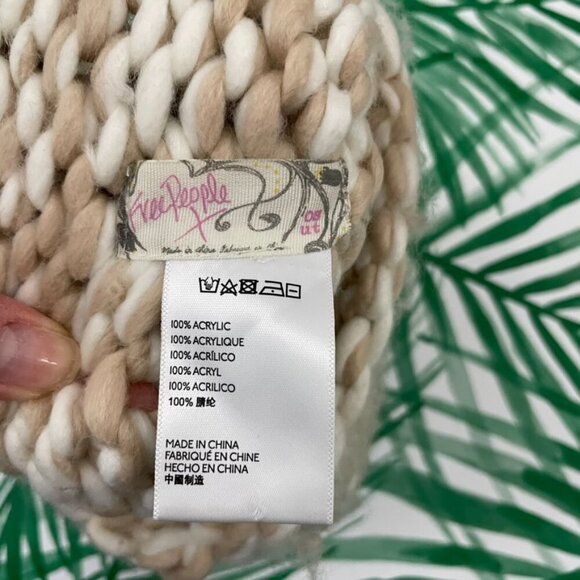 Free People
'08
Made in China Fabriqué en
100% ACRYLIC
100% ACRYLIQUE
100% ACRÍLICO
100% ACRYL
100% ACRILICO
100% 腈纶
MADE IN CHINA
FABRIQUÉ EN CHINE
HECHO EN CHINA
中國制造